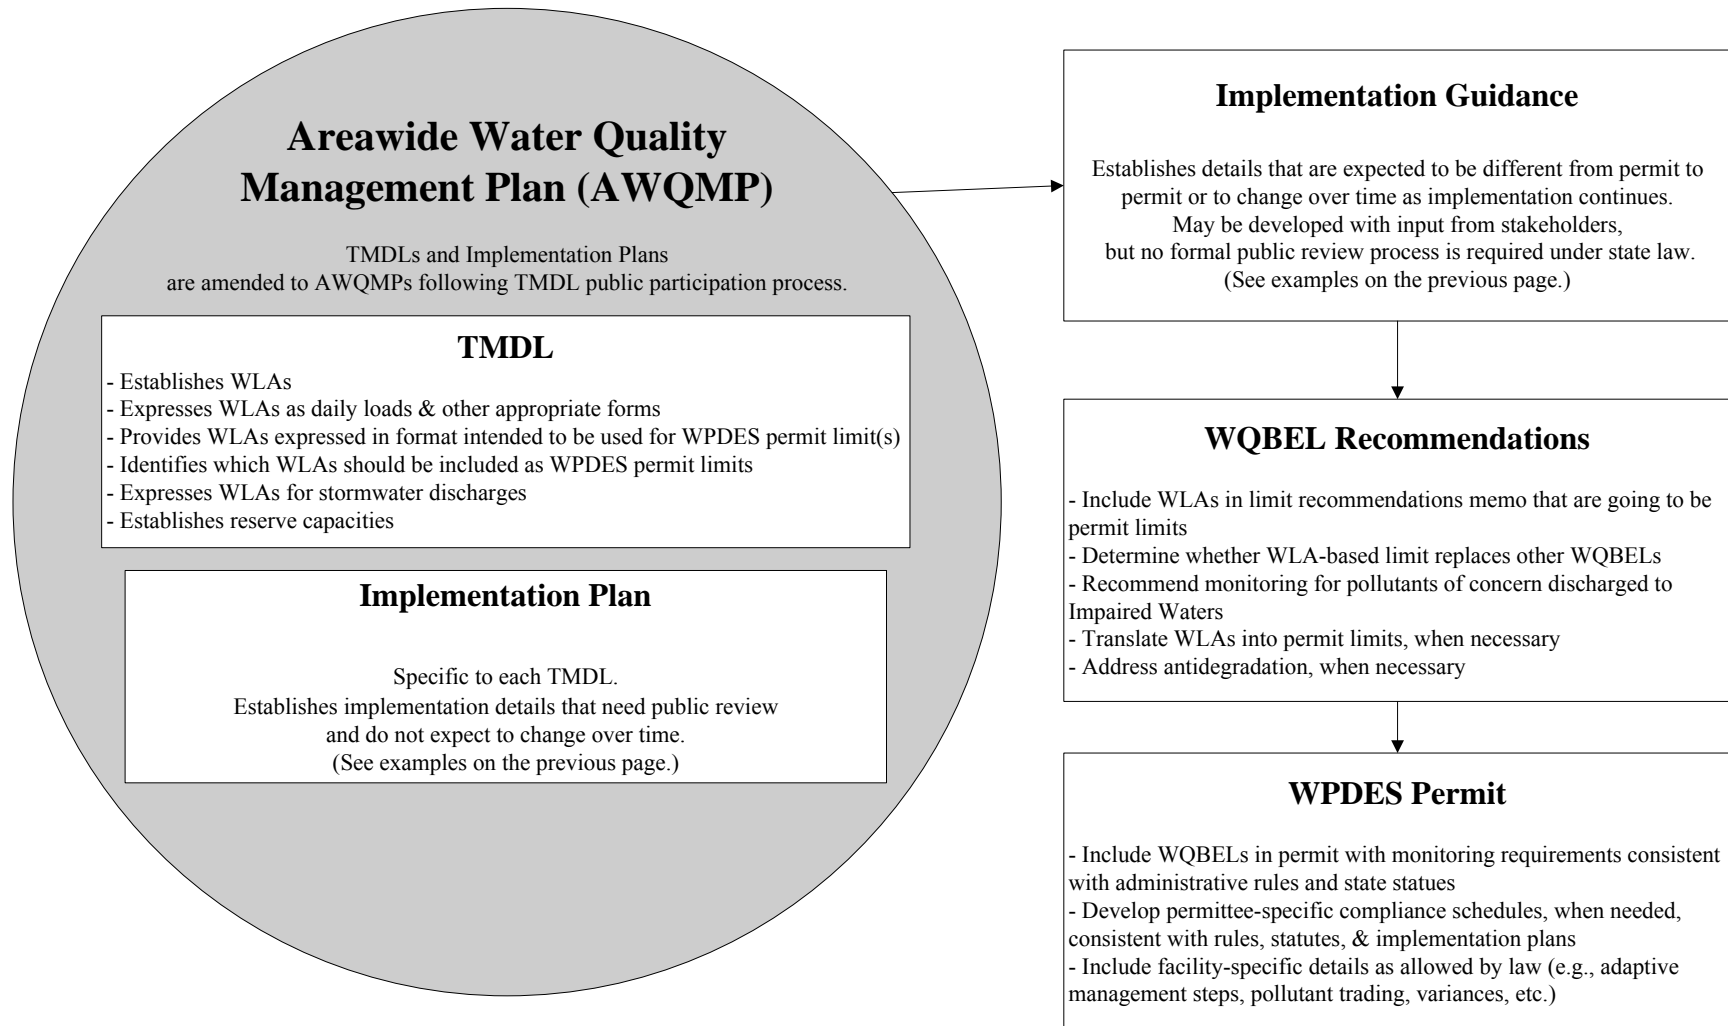 Areawide Water Quality
Management Plan (AWQMP)
TMDLs and Implementation Plans
are amended to AWQMPs following TMDL public participation process.
TMDL
- Establishes WLAs
- Expresses WLAs as daily loads & other appropriate forms
- Provides WLAs expressed in format intended to be used for WPDES permit limit(s)
- Identifies which WLAs should be included as WPDES permit limits
- Expresses WLAs for stormwater discharges
- Establishes reserve capacities
Implementation Plan
Specific to each TMDL.
Establishes implementation details that need public review
and do not expect to change over time.
(See examples on the previous page.)
Implementation Guidance
Establishes details that are expected to be different from permit to
permit or to change over time as implementation continues.
May be developed with input from stakeholders,
but no formal public review process is required under state law.
(See examples on the previous page.)
WQBEL Recommendations
- Include WLAs in limit recommendations memo that are going to be
permit limits
- Determine whether WLA-based limit replaces other WQBELs
- Recommend monitoring for pollutants of concern discharged to
Impaired Waters
- Translate WLAs into permit limits, when necessary
- Address antidegradation, when necessary
WPDES Permit
- Include WQBELs in permit with monitoring requirements consistent
with administrative rules and state statues
- Develop permittee-specific compliance schedules, when needed,
consistent with rules, statutes, & implementation plans
- Include facility-specific details as allowed by law (e.g., adaptive
management steps, pollutant trading, variances, etc.)